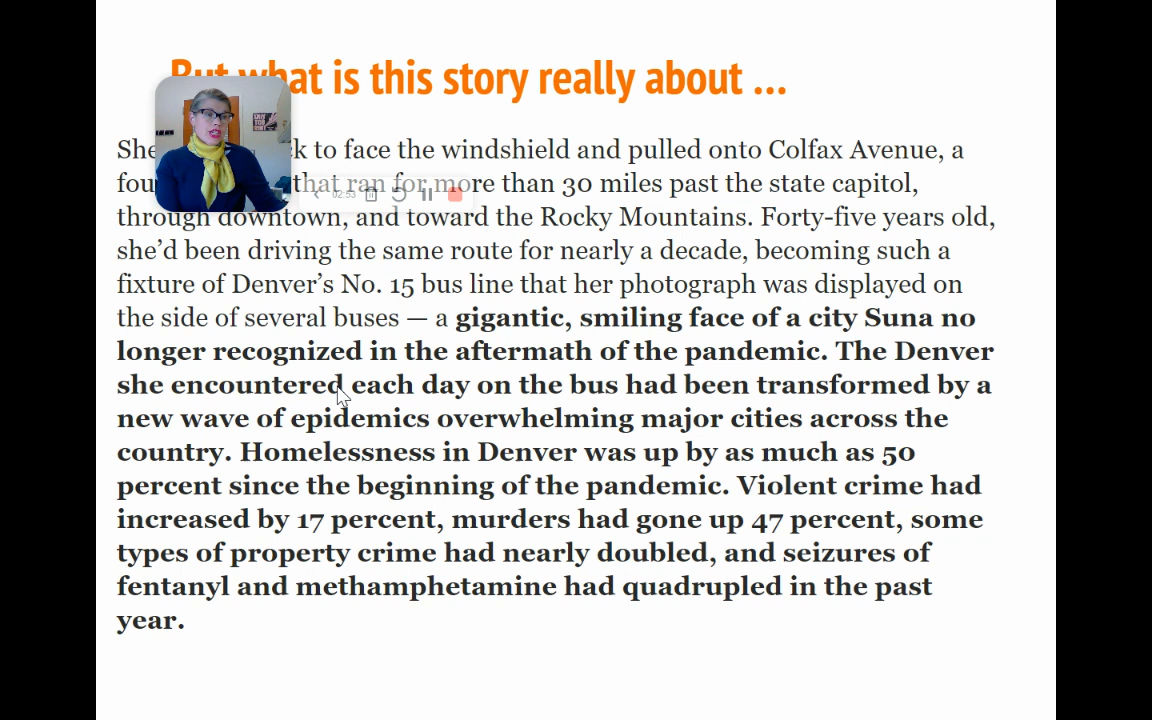 But what is this story really about ...
She k to face the windshield and pulled onto Colfax Avenue, a
fou that ran for more than 30 miles past the state capitol,
02:53
through downtown, and toward the Rocky Mountains. Forty-five years old,
she’d been driving the same route for nearly a decade, becoming such a
fixture of Denver’s No. 15 bus line that her photograph was displayed on
the side of several buses — a gigantic, smiling face of a city Suna no
longer recognized in the aftermath of the pandemic. The Denver
she encountered each day on the bus had been transformed by a
new wave of epidemics overwhelming major cities across the
country. Homelessness in Denver was up by as much as 50
percent since the beginning of the pandemic. Violent crime had
increased by 17 percent, murders had gone up 47 percent, some
types of property crime had nearly doubled, and seizures of
fentanyl and methamphetamine had quadrupled in the past
year.